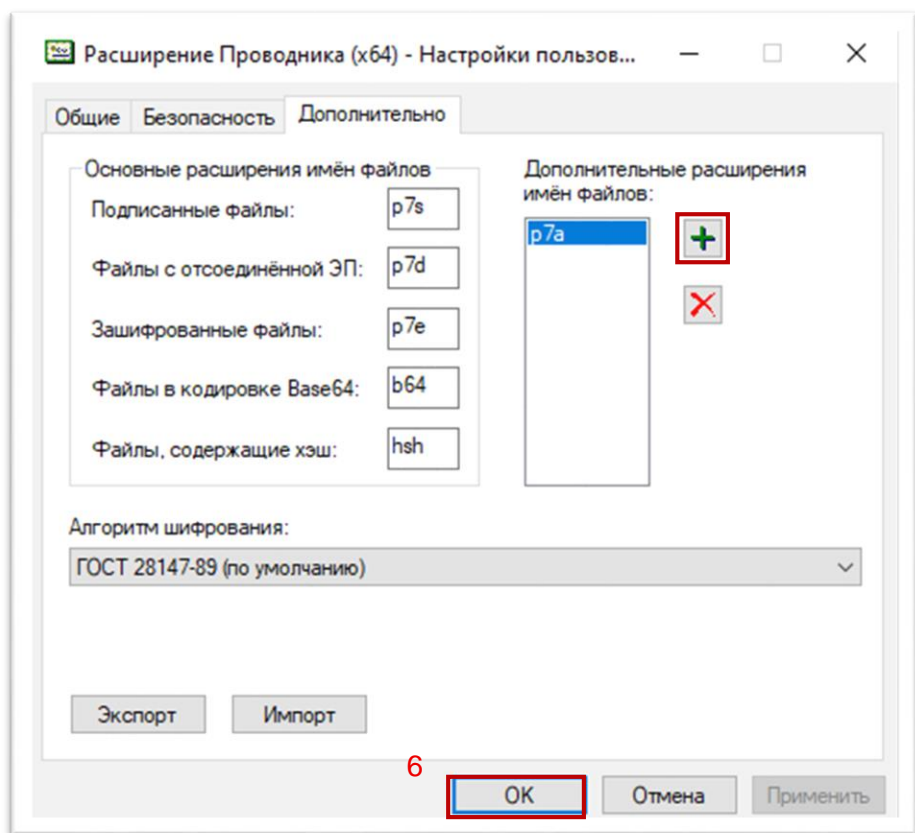 Расширение Проводника (x64) - Настройки пользов...
Общие Безопасность Дополнительно
Основные расширения имён файлов
Подписанные файлы: p7s
Файлы с отсоединённой ЭП: p7d
Зашифрованные файлы: p7e
Файлы в кодировке Base64: b64
Файлы, содержащие хэш: hsh
Дополнительные расширения
имён файлов:
p7a
Алгоритм шифрования:
ГОСТ 28147-89 (по умолчанию)
Экспорт Импорт
6
OK Отмена Применить